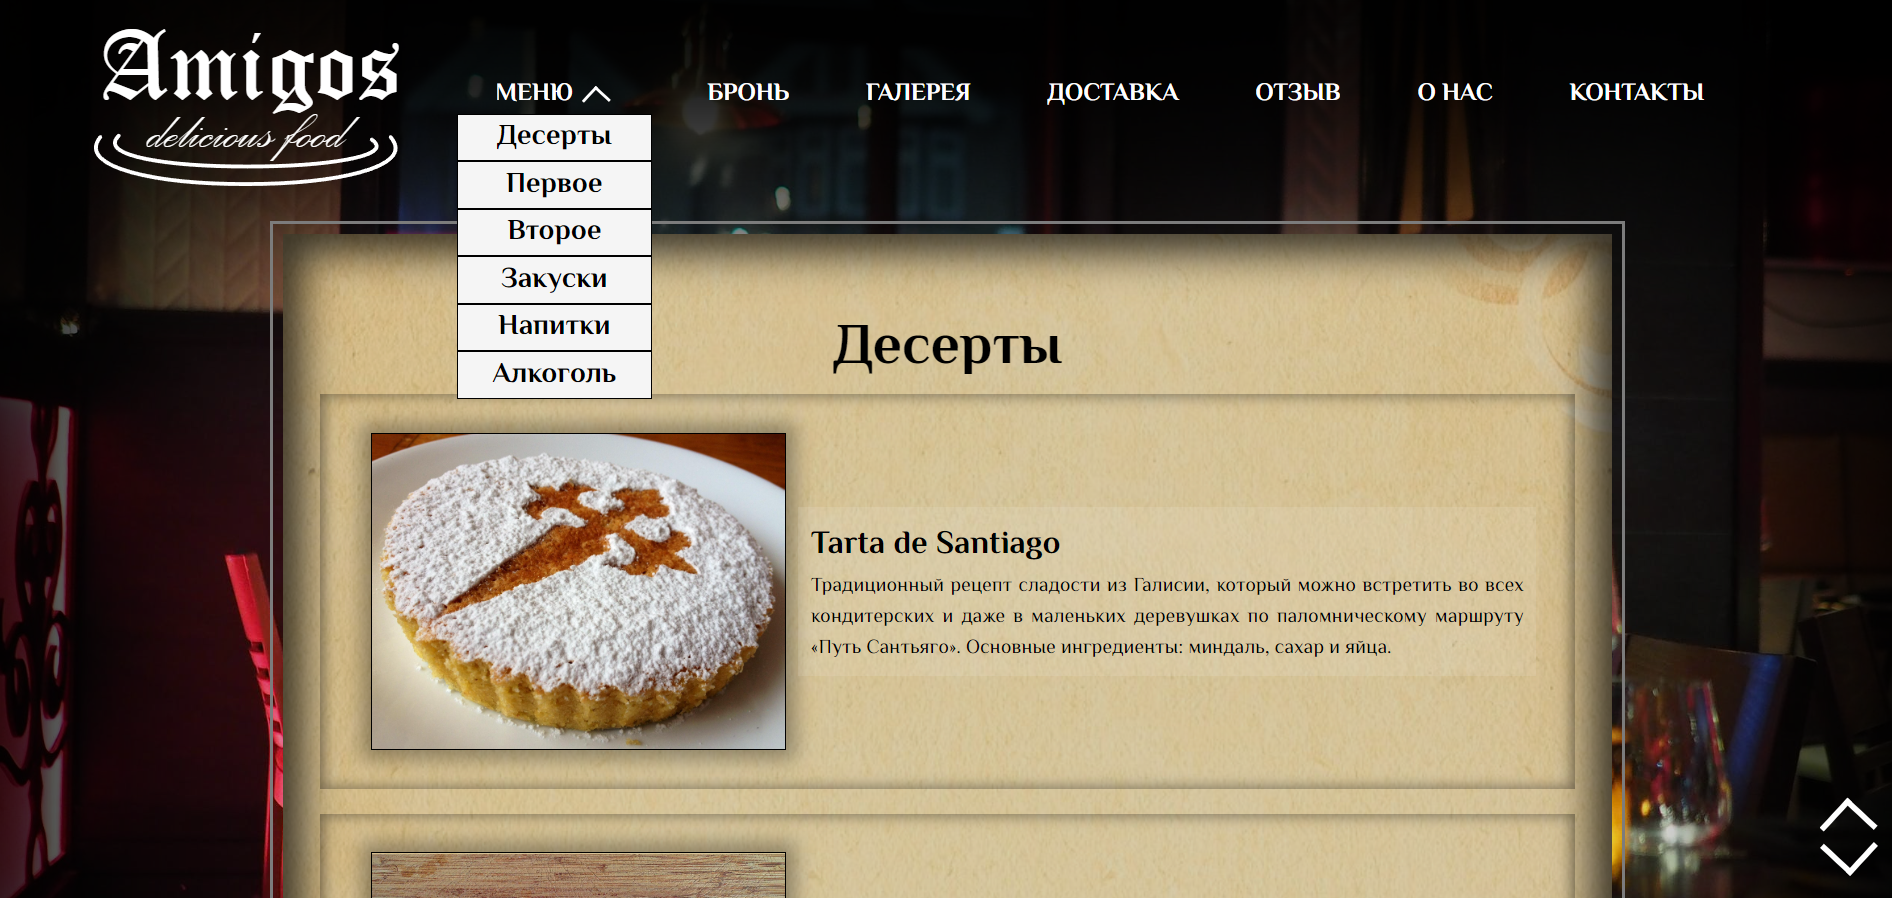 Amigos
delicious food
МЕНЮ БРОНЬ ГАЛЕРЕЯ ДОСТАВКА ОТЗЫВ О НАС КОНТАКТЫ
Десерты
Первое
Второе
Закуски
Напитки
Алкоголь
Десерты
Tarta de Santiago
Традиционный рецепт сладости из Галисии, который можно встретить во всех
кондитерских и даже в маленьких деревушках по паломническому маршруту
«Путь Сантьяго». Основные ингредиенты: миндаль, сахар и яйца.